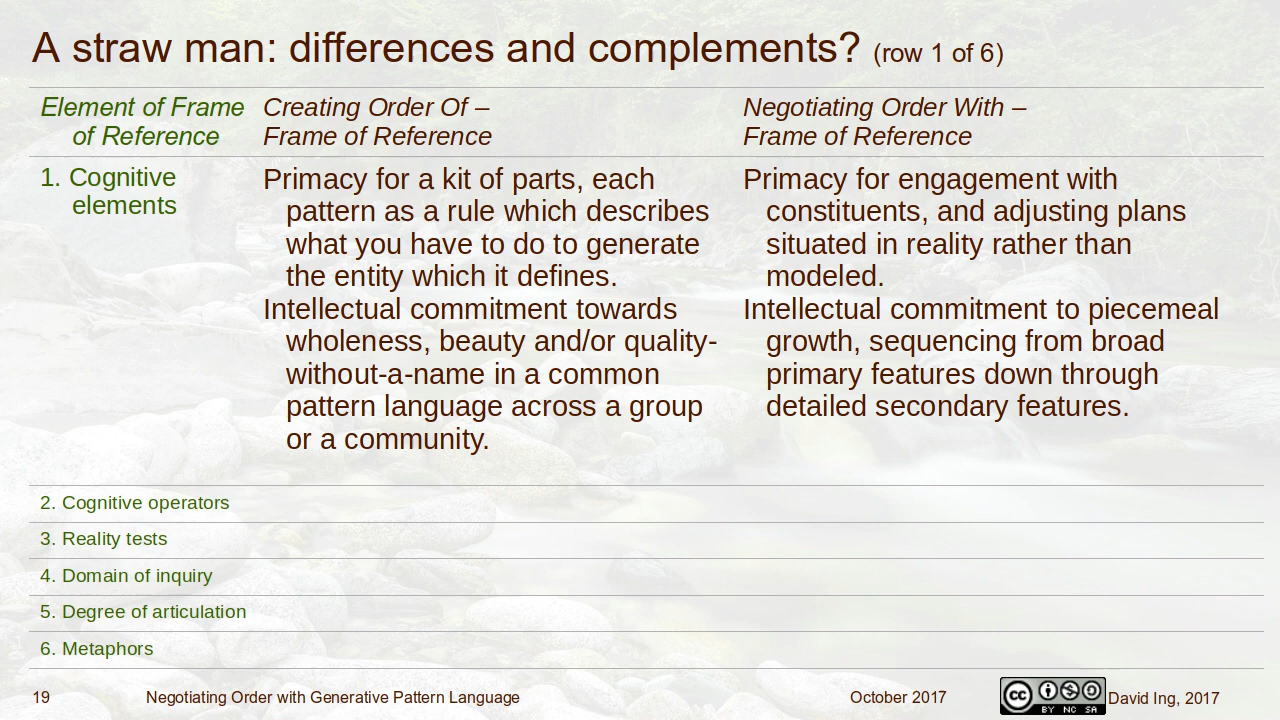 A straw man: differences and complements? (row 1 of 6)
Element of Frame
of Reference
Creating Order Of –
Frame of Reference
Negotiating Order With –
Frame of Reference
1. Cognitive
elements
Primacy for a kit of parts, each
pattern as a rule which describes
what you have to do to generate
the entity which it defines.
Intellectual commitment towards
wholeness, beauty and/or quality-
without-a-name in a common
pattern language across a group
or a community.
Primacy for engagement with
constituents, and adjusting plans
situated in reality rather than
modeled.
Intellectual commitment to piecemeal
growth, sequencing from broad
primary features down through
detailed secondary features.
2. Cognitive operators
3. Reality tests
4. Domain of inquiry
5. Degree of articulation
6. Metaphors
19
Negotiating Order with Generative Pattern Language
October 2017
cc
BY NC SA
David Ing, 2017